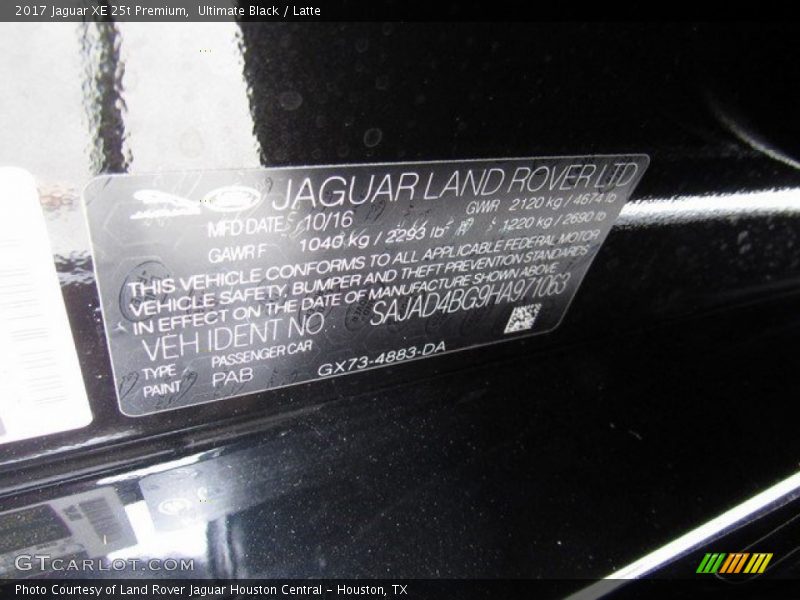 2017 Jaguar XE 25t Premium,  Ultimate Black / Latte
JAGUAR LAND ROVER LTD
MFD DATE 10/16 GWR 2120 kg / 4674 lb
GAWR F 1040 kg / 2293 lb 1220 kg / 2690 lb
THIS VEHICLE CONFORMS TO ALL APPLICABLE FEDERAL MOTOR
VEHICLE SAFETY, BUMPER AND THEFT PREVENTION STANDARDS
IN EFFECT ON THE DATE OF MANUFACTURE SHOWN ABOVE
VEH IDENT NO SAJAD4BG9HA971063
TYPE PASSENGER CAR
PAINT PAB GX73-4883-DA
GTCARLOT.COM
Photo Courtesy of Land Rover Jaguar Houston Central – Houston, TX